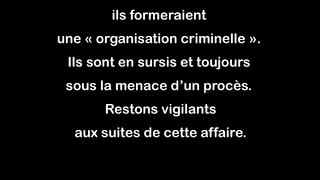 ils formeraient
une « organisation criminelle ».
Ils sont en sursis et toujours
sous la menace d’un procès.
Restons vigilants
aux suites de cette affaire.